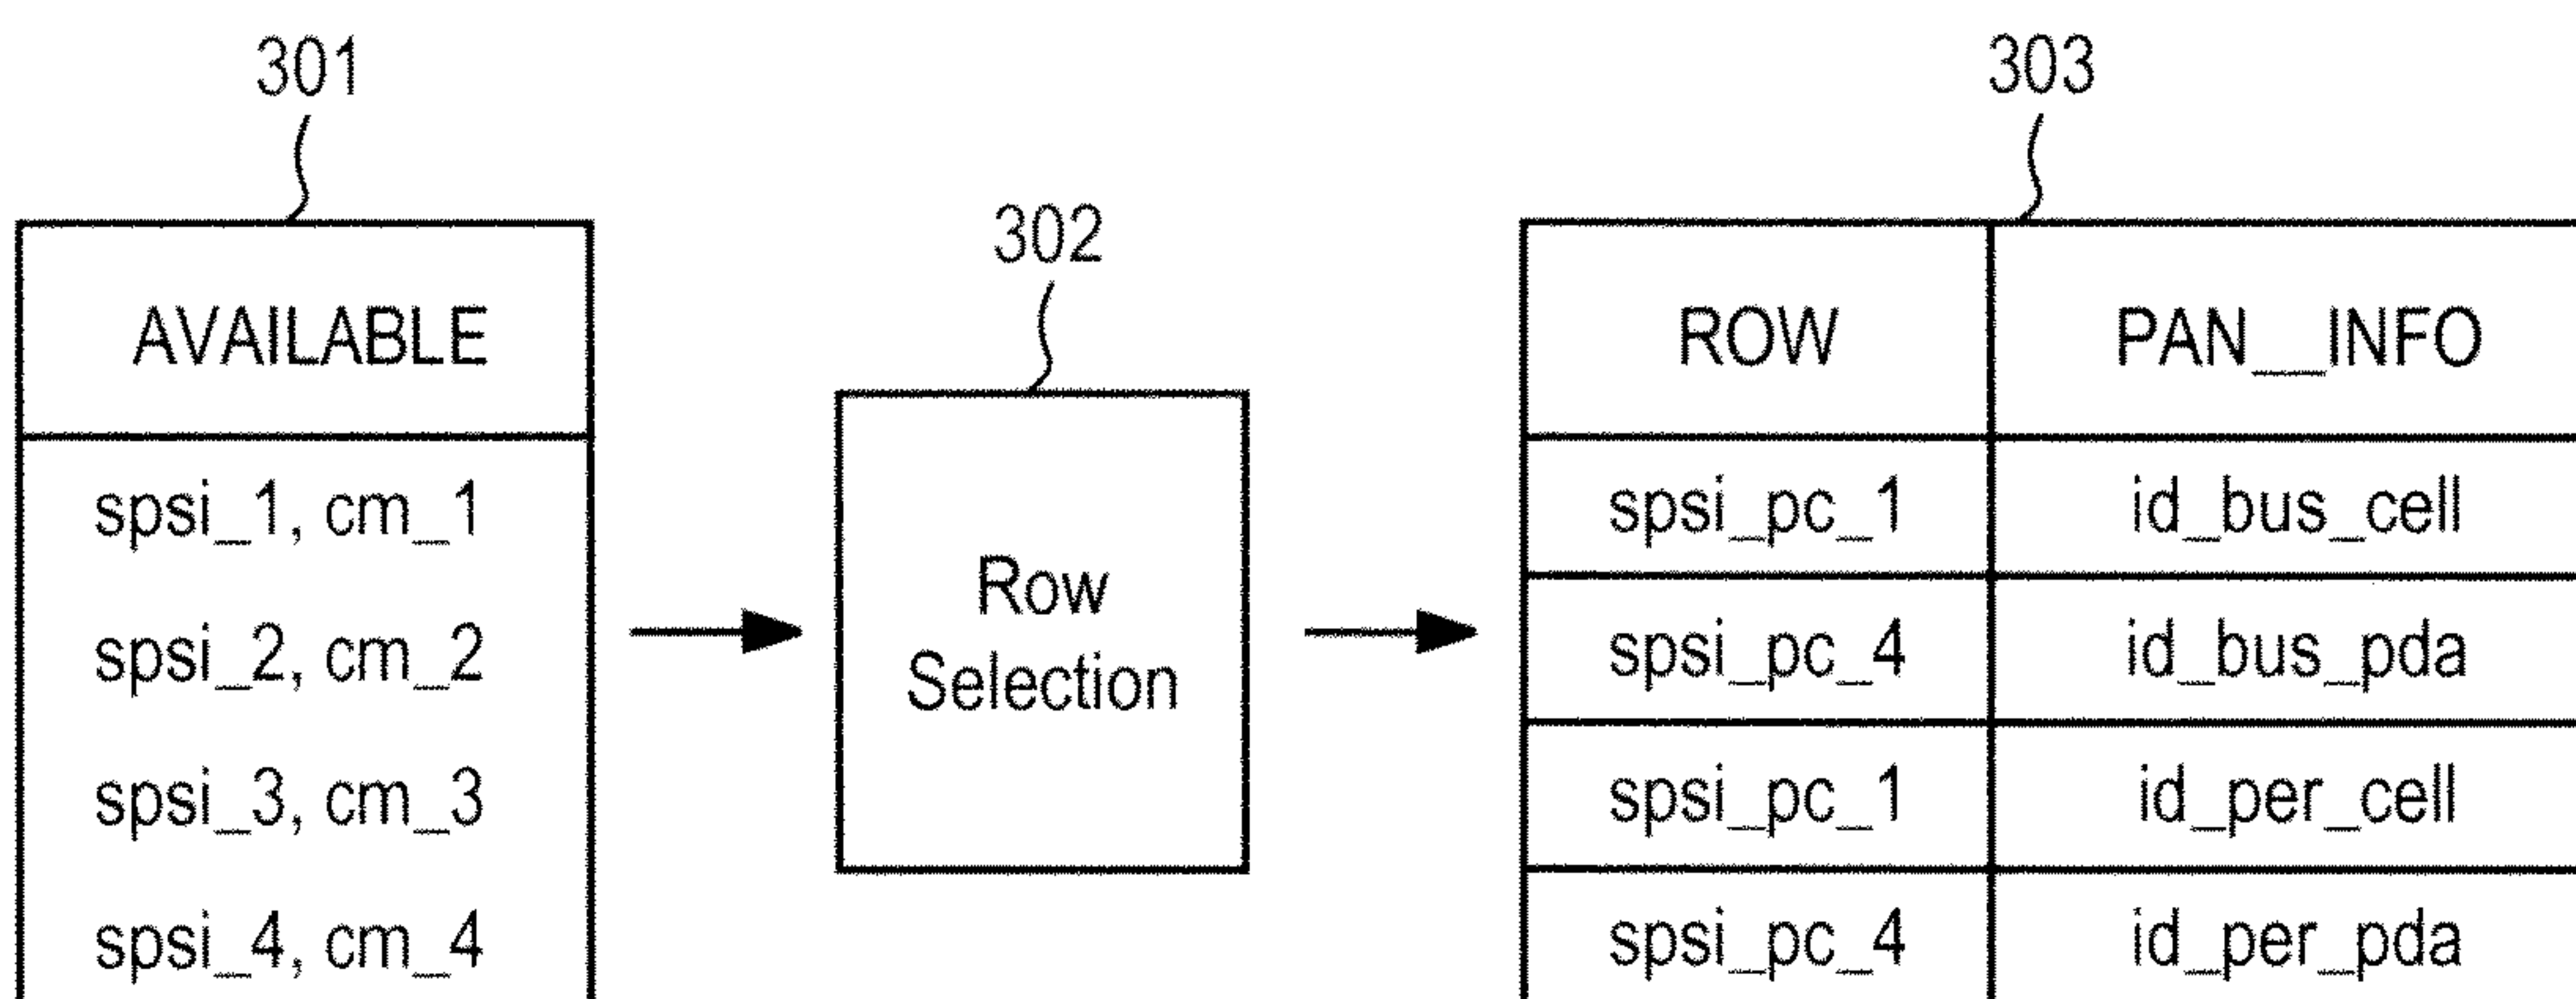 301
303
302
AVAILABLE
ROW PAN__INFO
spsi_1, cm_1
spsi_2, cm_2
spsi_3, cm_3
spsi_4, cm_4
Row
Selection
spsi_pc_1 id_bus_cell
spsi_pc_4 id_bus_pda
spsi_pc_1 id_per_cell
spsi_pc_4 id_per_pda